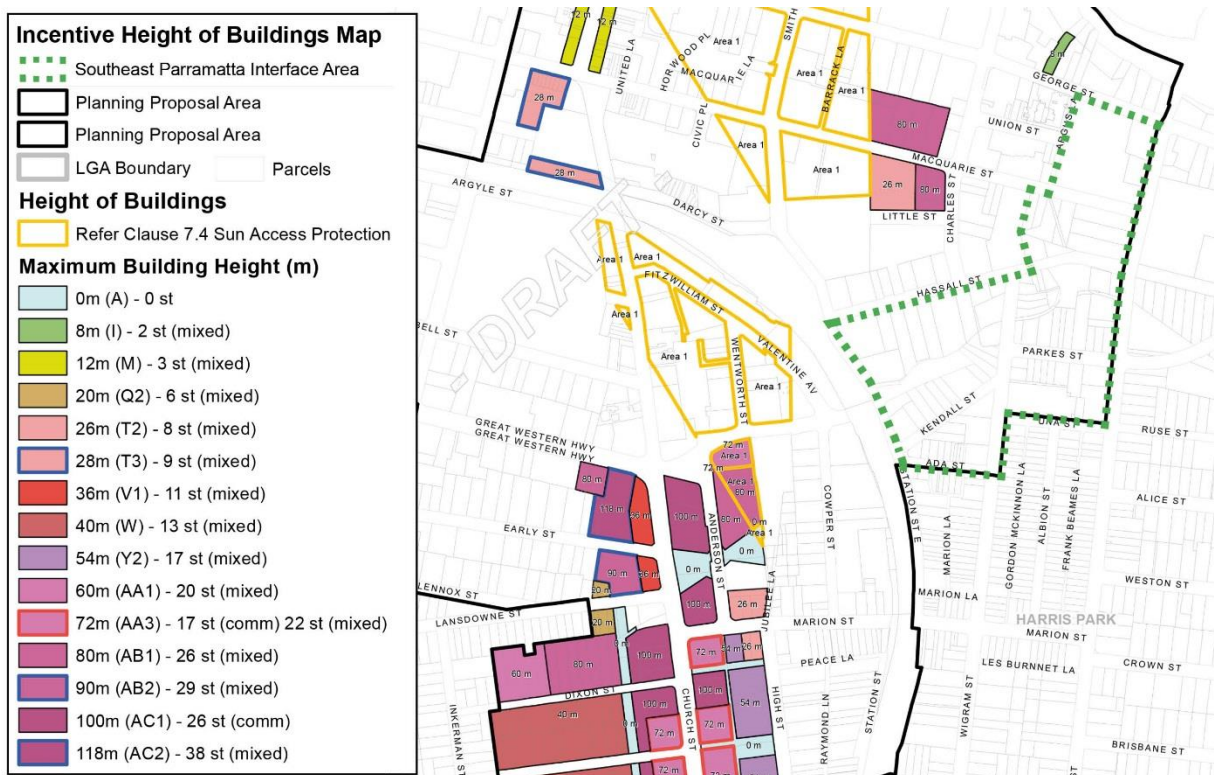 Incentive Height of Buildings Map
Southeast Parramatta Interface Area
Planning Proposal Area
Planning Proposal Area
LGA Boundary
Parcels
Height of Buildings
Refer Clause 7.4 Sun Access Protection
Maximum Building Height (m)
0m (A) - 0 st
8m (I) - 2 st (mixed)
12m (M) - 3 st (mixed)
20m (Q2) - 6 st (mixed)
26m (T2) - 8 st (mixed)
28m (T3) - 9 st (mixed)
36m (V1) - 11 st (mixed)
40m (W) - 13 st (mixed)
54m (Y2) - 17 st (mixed)
60m (AA1) - 20 st (mixed)
72m (AA3) - 17 st (comm) 22 st (mixed)
80m (AB1) - 26 st (mixed)
90m (AB2) - 29 st (mixed)
100m (AC1) - 26 st (comm)
118m (AC2) - 38 st (mixed)
12 m
12 m
UNITED LA
HORWOOD PL
Area 1
SMITH
Area 1
8 m
MACQUAR
IE LA
BARRACK LA
Area 1
GEORGE ST
28 m
CIVIC PL
Area 1
80 m
UNION ST
ARGUS LA
MACQUARIE ST
28 m
Area 1
Area 1
26 m
80 m
ARGYLE ST
DARCY ST
LITTLE ST
CHARLES ST
- DRAFT -
Area 1
Area 1
FITZWILLIAM ST
HASSALL ST
Area 1
BELL ST
VALENTINE AV
WENTWORTH ST
Area 1
Area 1
PARKES ST
KENDALL ST
GREAT WESTERN HWY
GREAT WESTERN HWY
UNA ST
RUSE ST
72 m
Area 1
72 m
ADA ST
STATION ST E
80 m
Area 1
80 m
118 m
36 m
100 m
80 m
0 m
Area 1
COWPER ST
GORDON MCKINNON LA
ALBION ST
FRANK BEAMES LA
ALICE ST
MARION LA
EARLY ST
ANDERSON ST
0 m
0 m
90 m
36 m
20 m
LENNOX ST
100 m
26 m
JUBILEE LA
MARION LA
WESTON ST
LANSDOWNE ST
20 m
0 m
MARION ST
HARRIS PARK
MARION ST
60 m
80 m
100 m
72 m
54 m
26 m
PEACE LA
LES BURNNET LA
CROWN ST
DIXON ST
INKERMAN ST
40 m
0 m
100 m
72 m
CHURCH ST
100 m
72 m
54 m
HIGH ST
RAYMOND LN
STATION ST
WIGRAM ST
0 m
BRISBANE ST
0 m
72 m
72 m